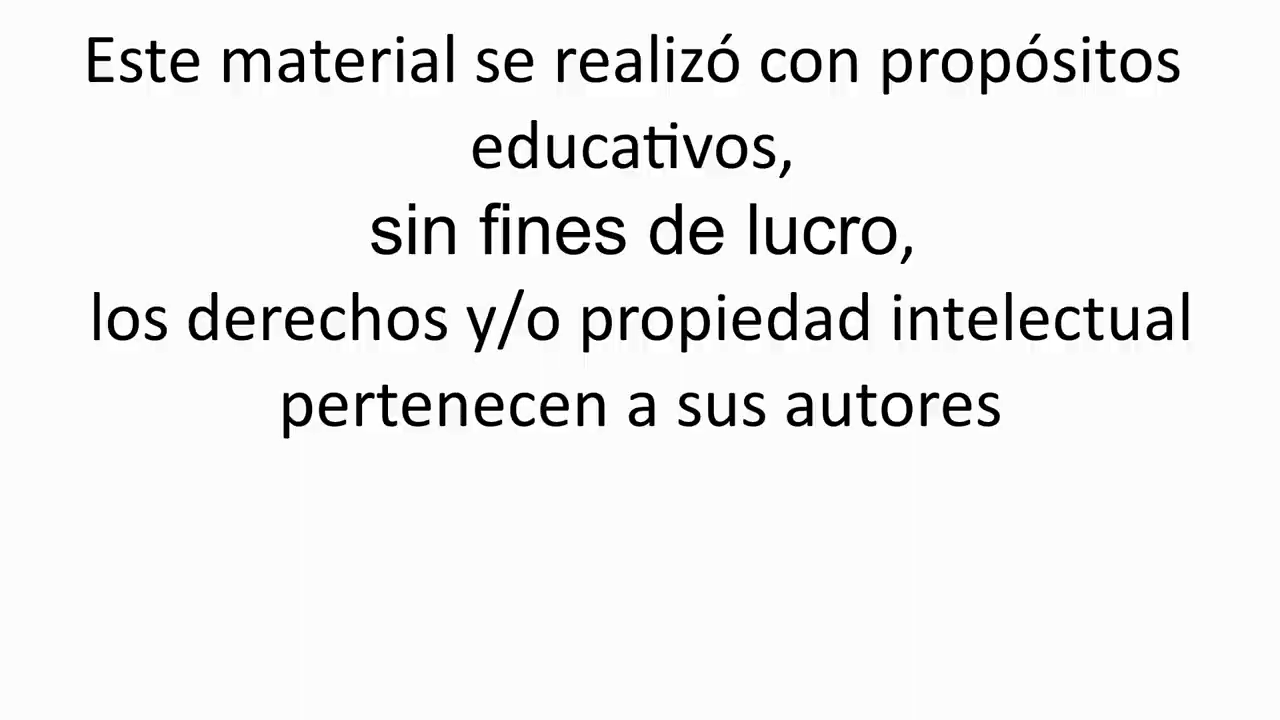 Este material se realizó con propósitos
educativos,
sin fines de lucro,
los derechos y/o propiedad intelectual
pertenecen a sus autores